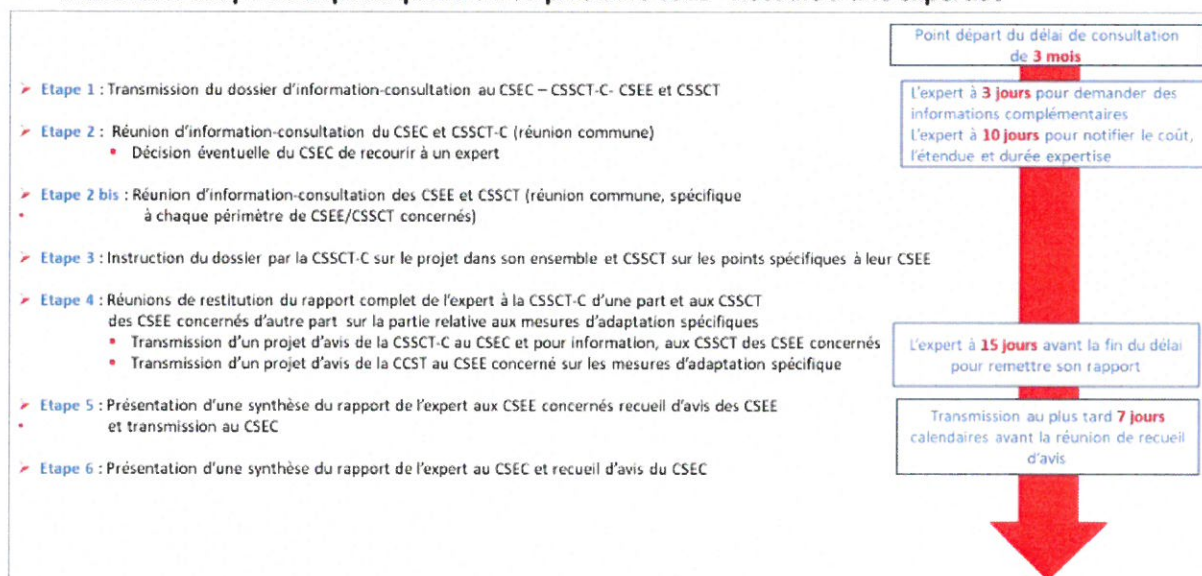 Point départ du délai de consultation
de 3 mois
➤ Etape 1 : Transmission du dossier d'information-consultation au CSEC – CSSCT-C- CSEE et CSSCT
L'expert à 3 jours pour demander des
informations complémentaires
L'expert à 10 jours pour notifier le coût,
l'étendue et durée expertise
➤ Etape 2 : Réunion d'information-consultation du CSEC et CSSCT-C (réunion commune)
• Décision éventuelle du CSEC de recourir à un expert
➤ Etape 2 bis : Réunion d'information-consultation des CSEE et CSSCT (réunion commune, spécifique
• à chaque périmètre de CSEE/CSSCT concernés)
➤ Etape 3 : Instruction du dossier par la CSSCT-C sur le projet dans son ensemble et CSSCT sur les points spécifiques à leur CSEE
➤ Etape 4 : Réunions de restitution du rapport complet de l'expert à la CSSCT-C d'une part et aux CSSCT
des CSEE concernés d'autre part sur la partie relative aux mesures d'adaptation spécifiques
• Transmission d'un projet d'avis de la CSSCT-C au CSEC et pour information, aux CSSCT des CSEE concernés
• Transmission d'un projet d'avis de la CCST au CSEE concerné sur les mesures d'adaptation spécifique
L'expert à 15 jours avant la fin du délai
pour remettre son rapport
➤ Etape 5 : Présentation d'une synthèse du rapport de l'expert aux CSEE concernés recueil d'avis des CSEE
• et transmission au CSEC
Transmission au plus tard 7 jours
calendaires avant la réunion de recueil
d'avis
➤ Etape 6 : Présentation d'une synthèse du rapport de l'expert au CSEC et recueil d'avis du CSEC